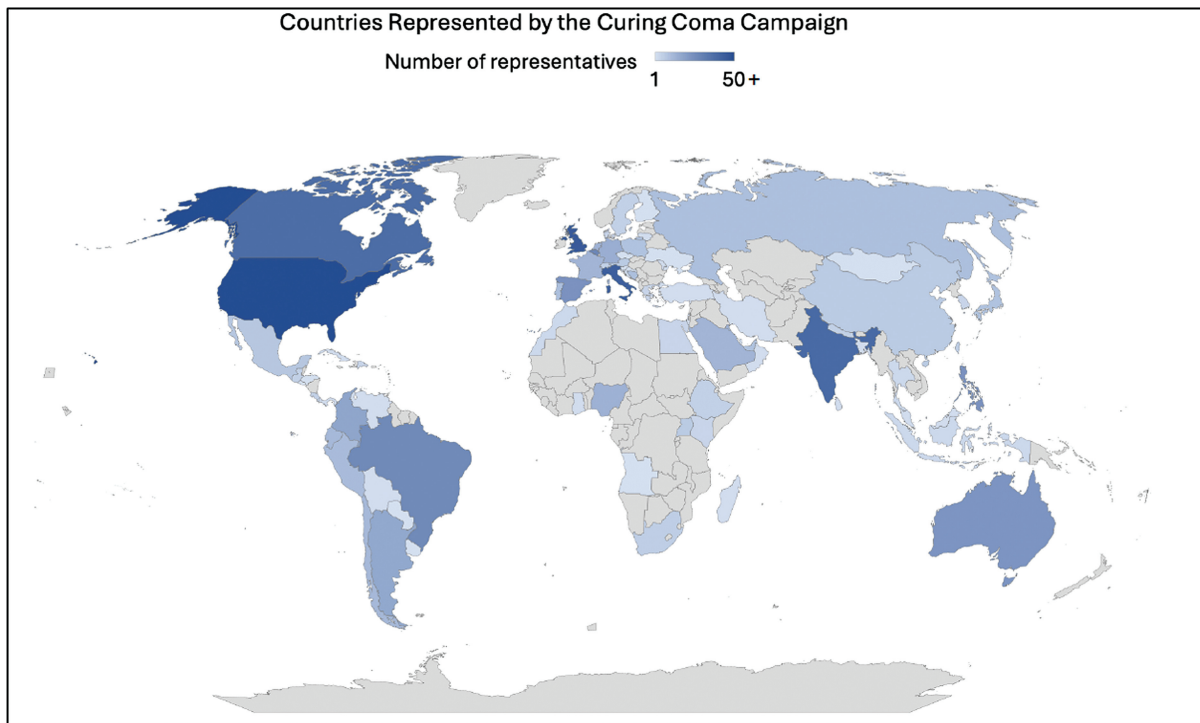 Countries Represented by the Curing Coma Campaign
Number of representatives
1 50+